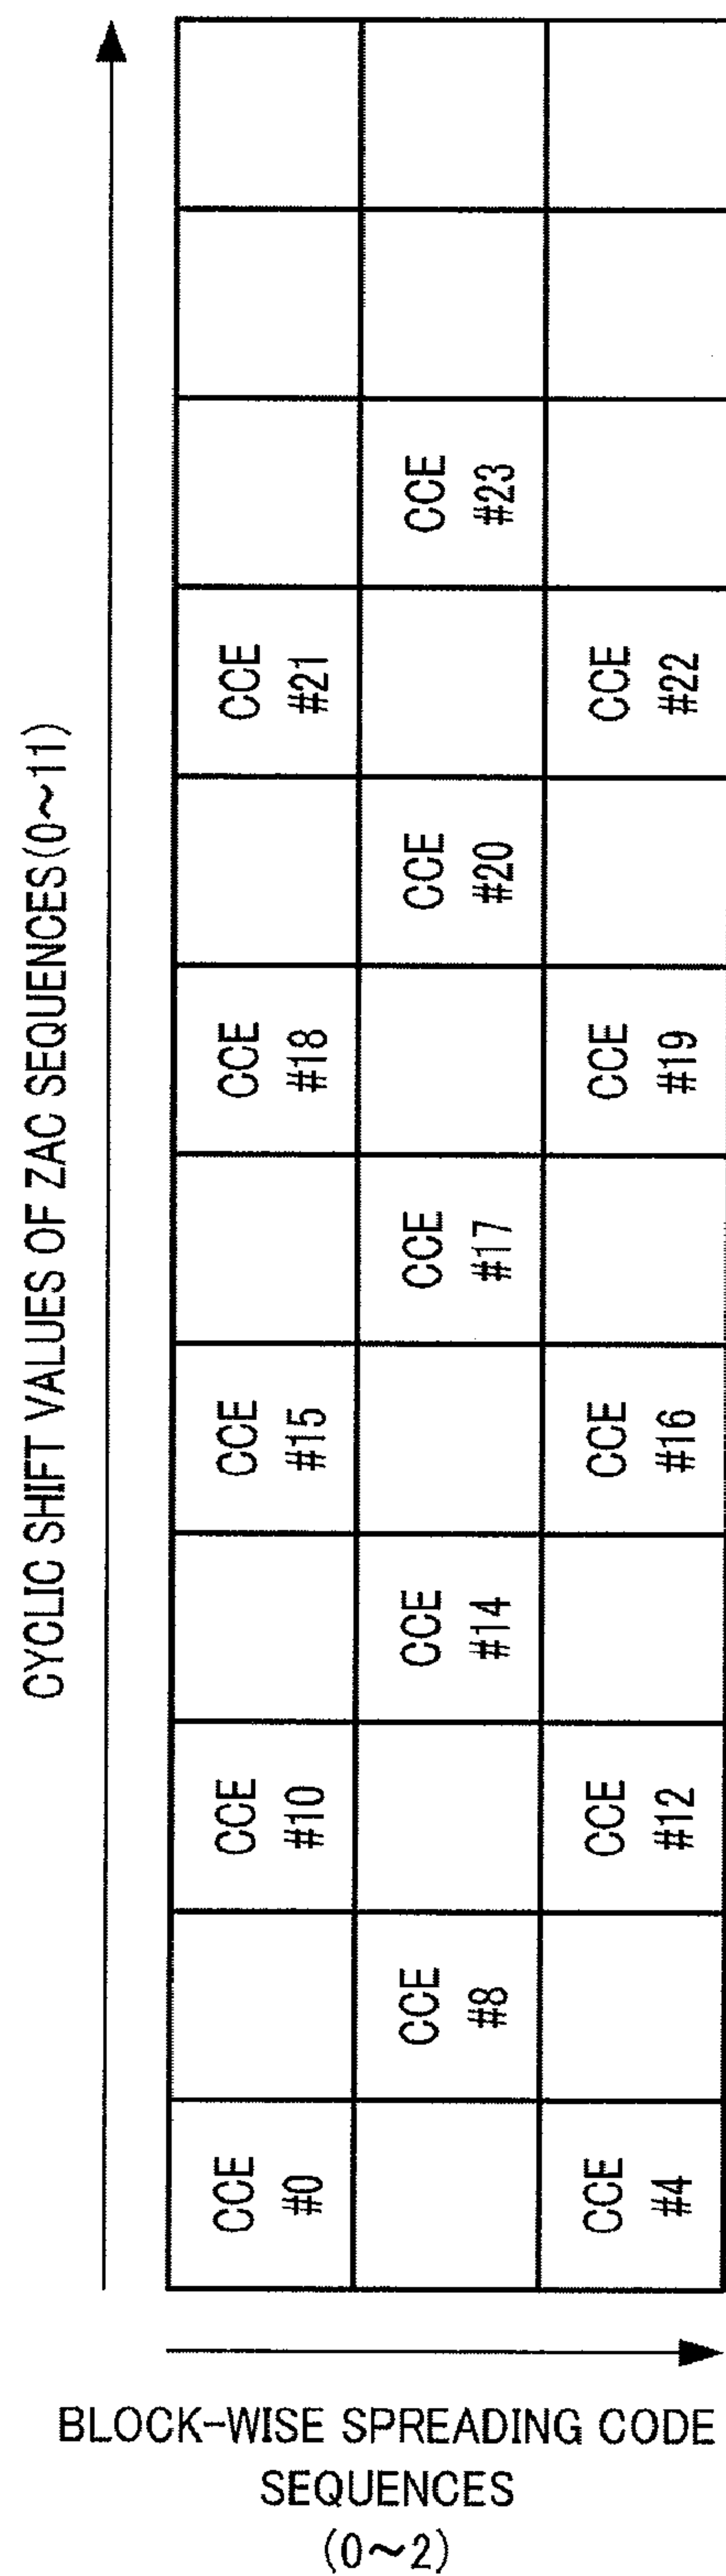 CYCLIC SHIFT VALUES OF ZAC SEQUENCES(0~11)
CCE
#0
CCE
#10
CCE
#15
CCE
#18
CCE
#21
CCE
#8
CCE
#14
CCE
#17
CCE
#20
CCE
#23
CCE
#4
CCE
#12
CCE
#16
CCE
#19
CCE
#22
BLOCK-WISE SPREADING CODE
SEQUENCES
(0~2)